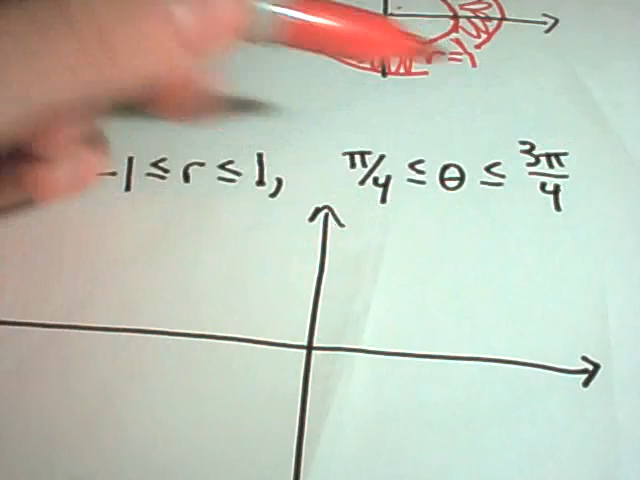 -1 ≤ r ≤ 1, π/4 ≤ θ ≤ 3π/4